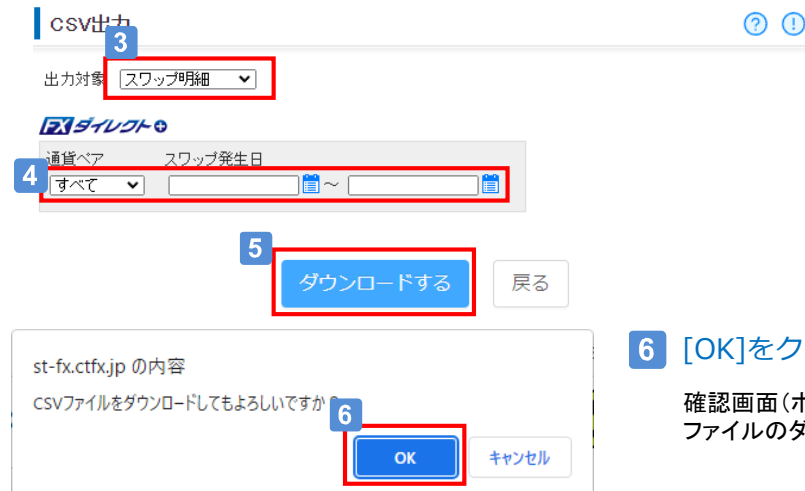 CSV出力
3
出力対象 スワップ明細
FXダイレクト+
通貨ペア スワップ発生日
4
すべて ～
5
ダウンロードする 戻る
st-fx.ctfx.jp の内容
CSVファイルをダウンロードしてもよろしいですか
6
OK キャンセル
6 [OK]をク
確認画面（ポ
ファイルのダ